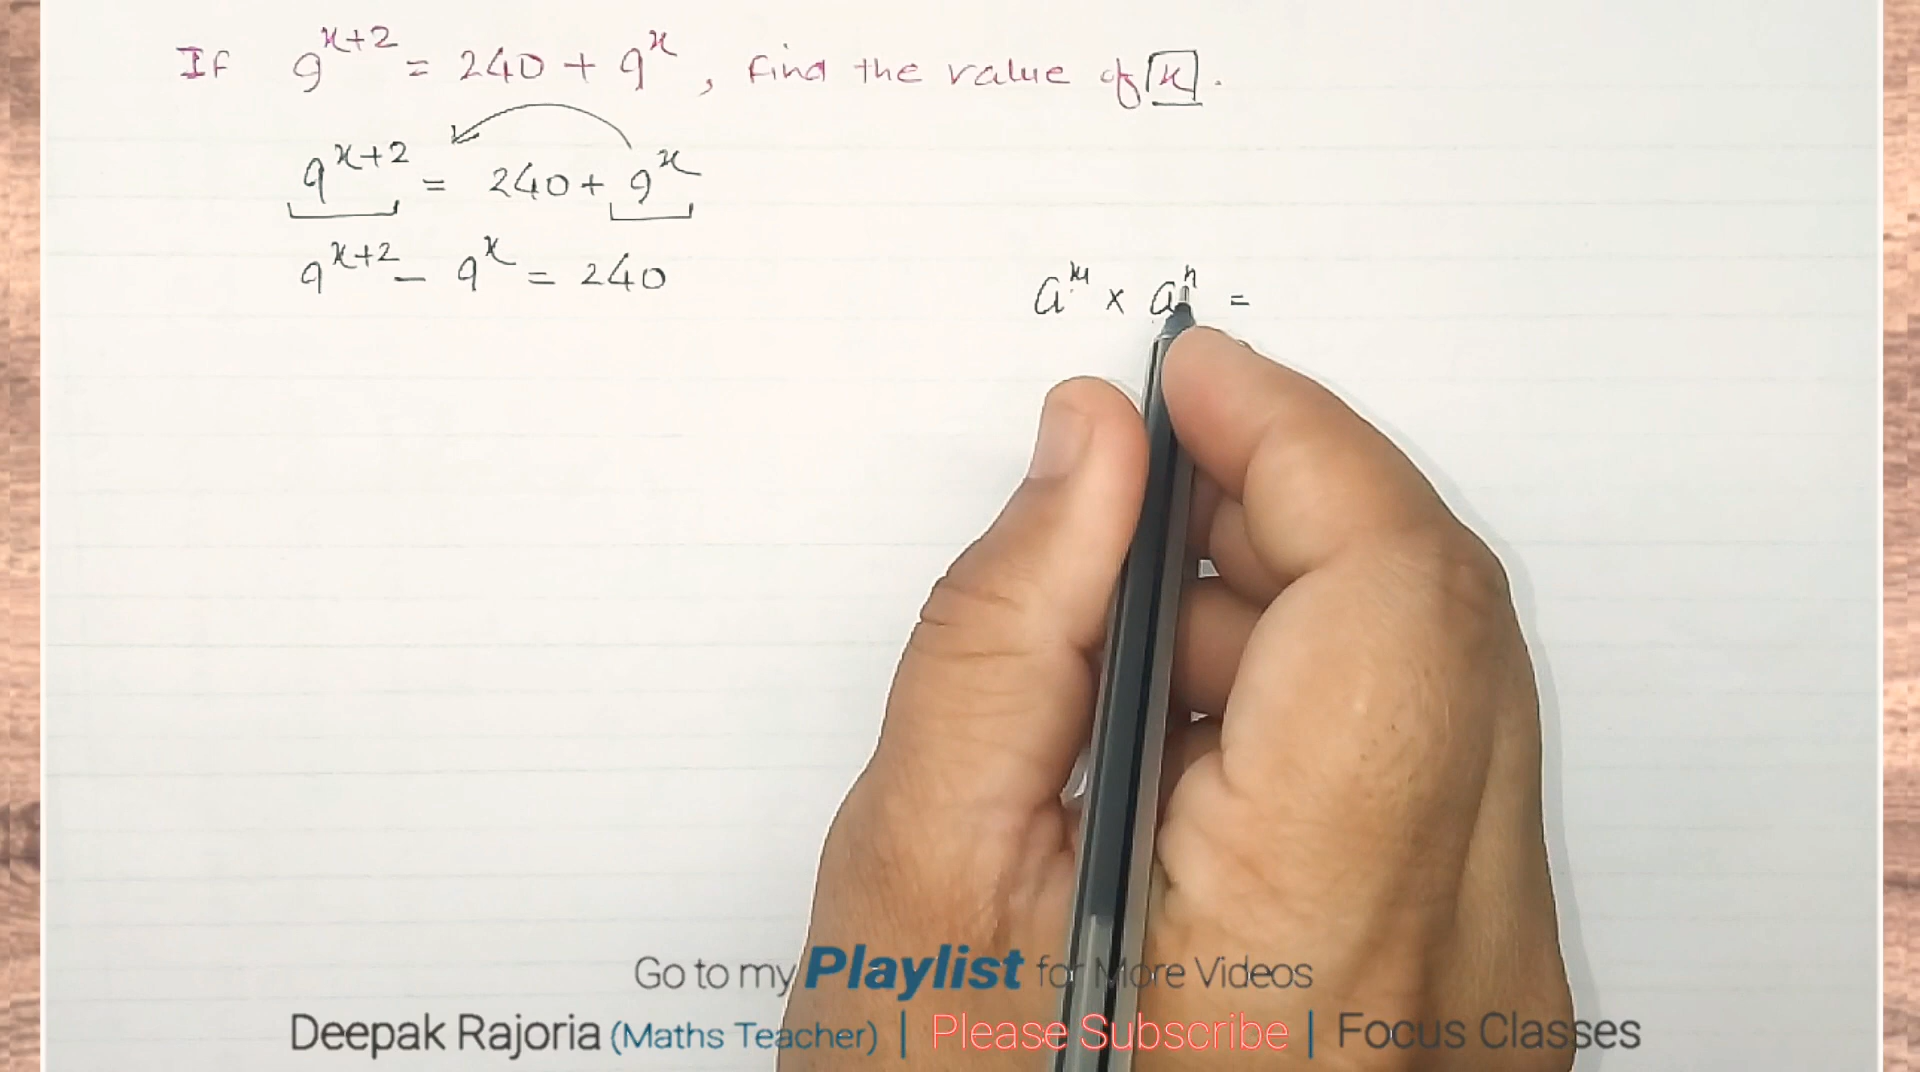 If 9^{x+2} = 240 + 9^x, find the value of x.
9^{x+2} = 240 + 9^x
9^{x+2} - 9^x = 240
a^m × a^n =
Go to my Playlist for More Videos
Deepak Rajoria (Maths Teacher) | Please Subscribe | Focus Classes